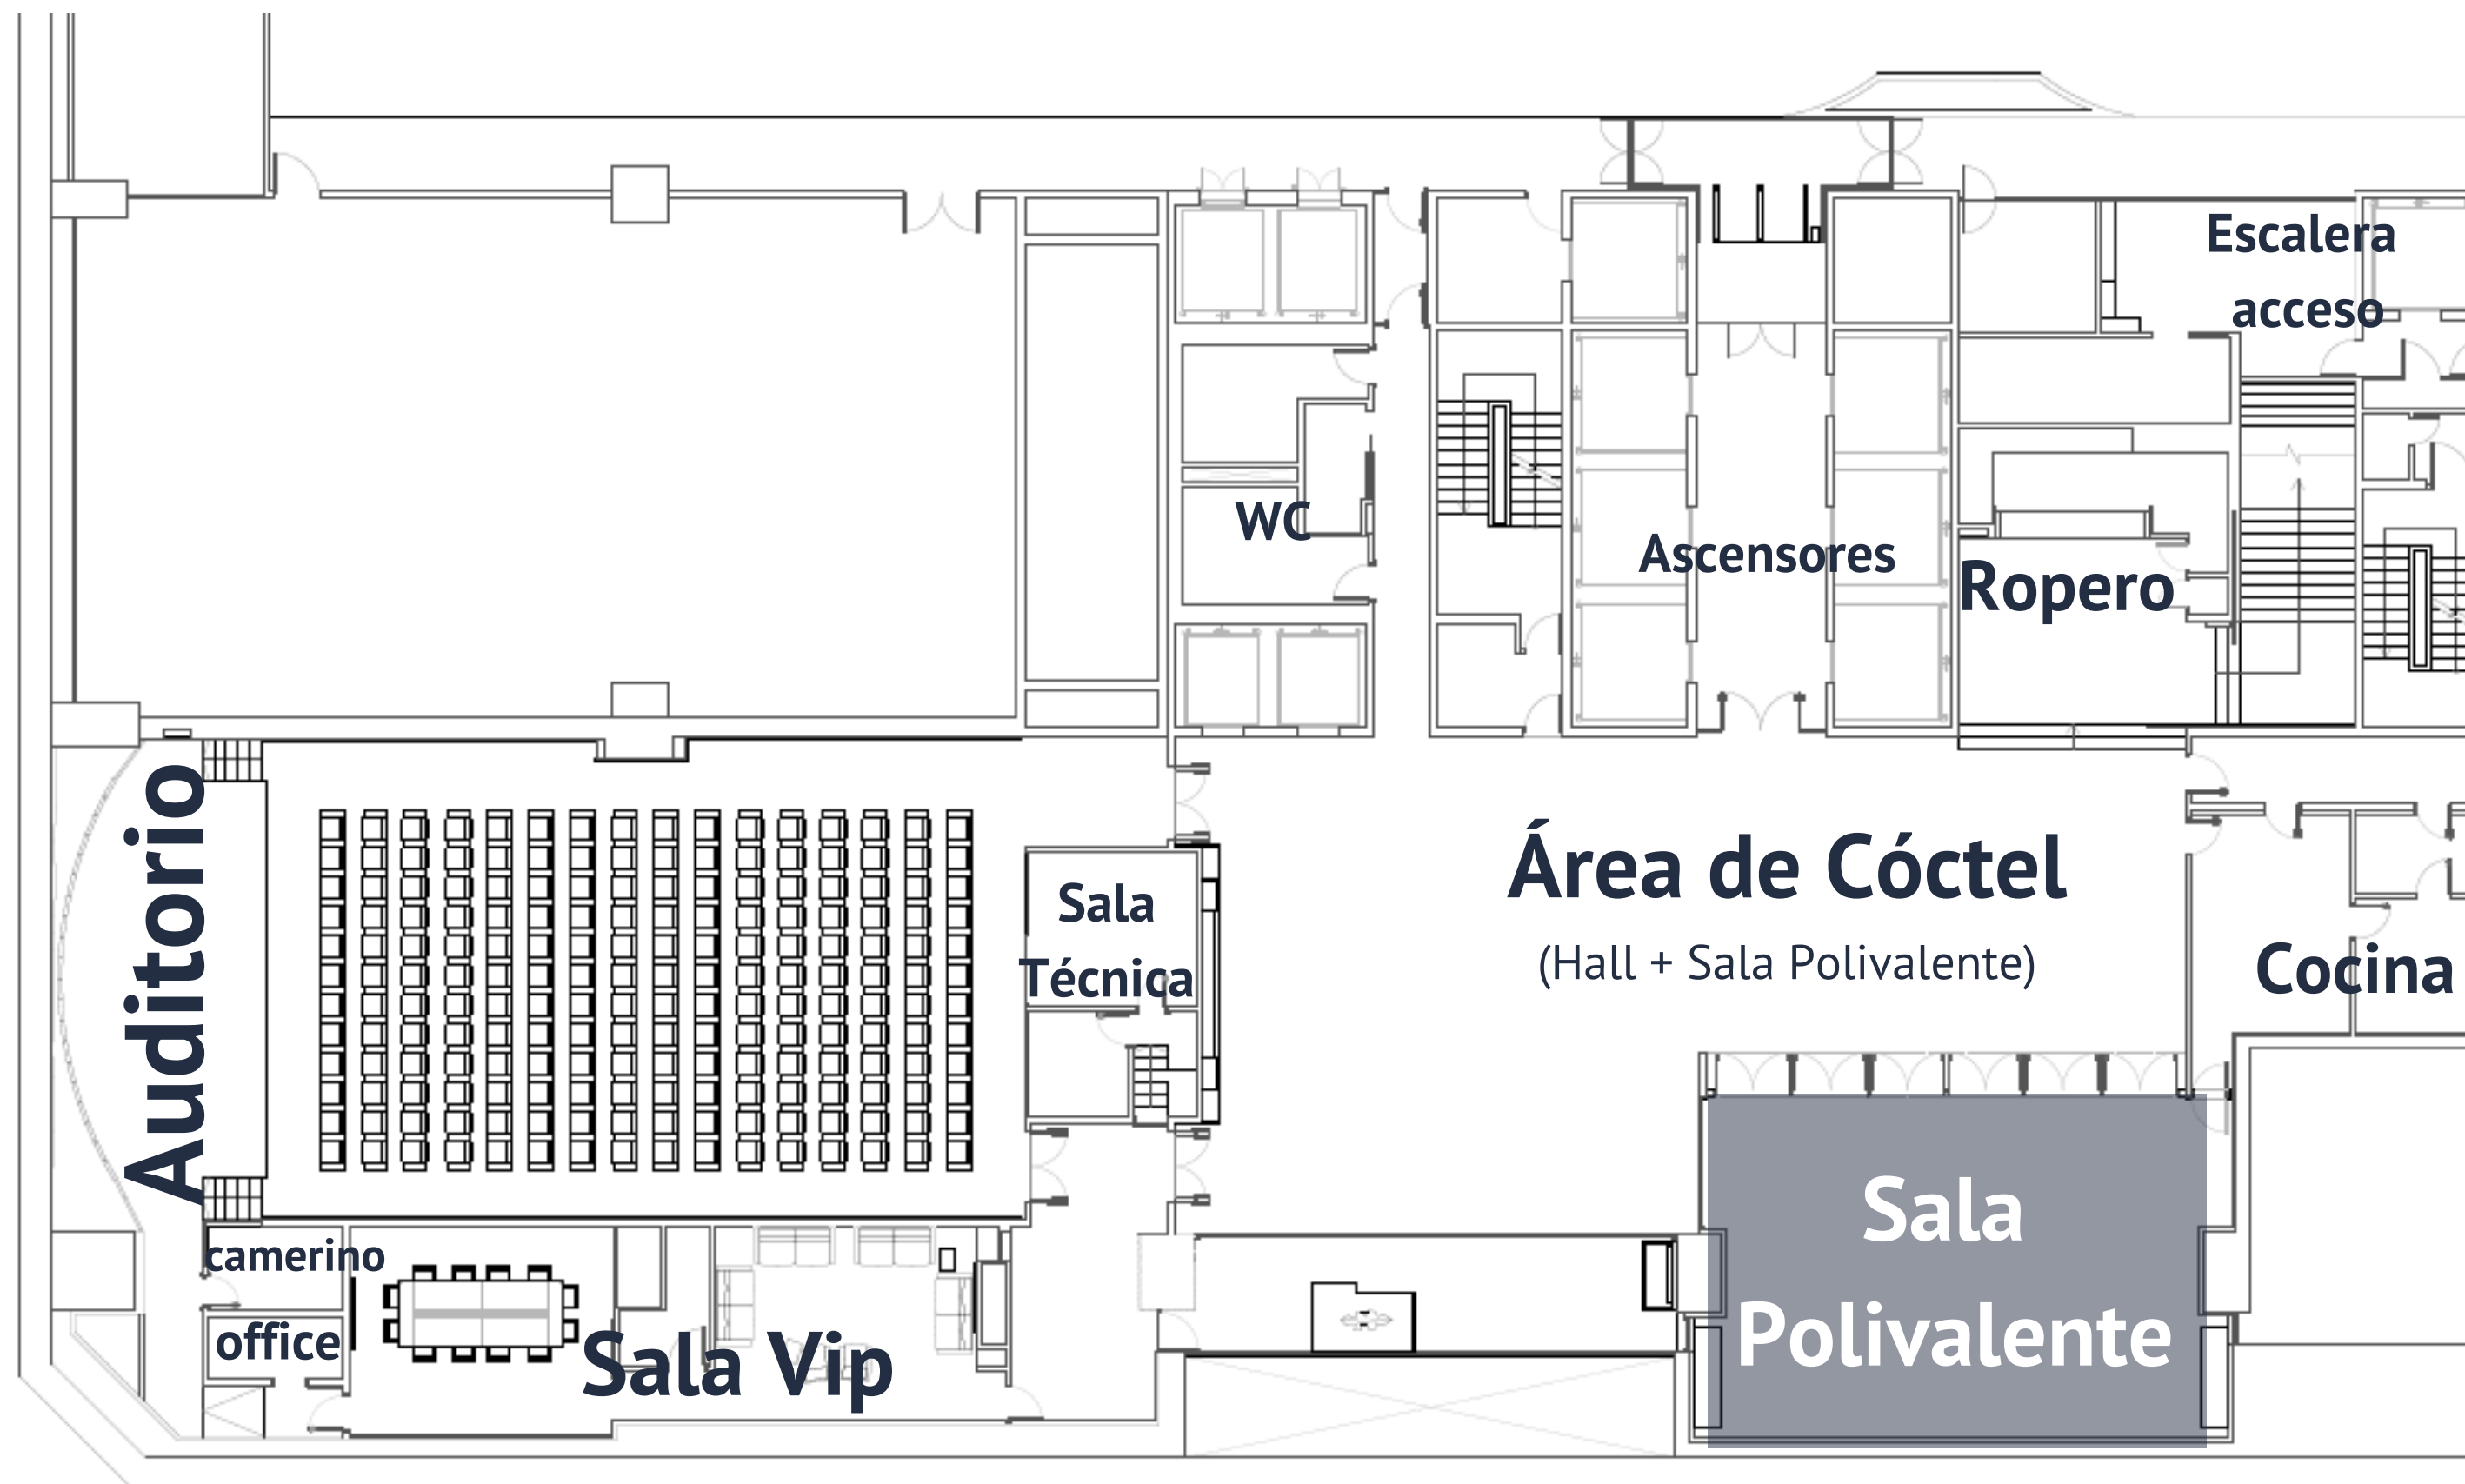 Escalera
acceso
WC
Ascensores
Ropero
Auditorio
Sala
Técnica
Área de Cóctel
(Hall + Sala Polivalente)
Cocina
camerino
office
Sala Vip
Sala
Polivalente